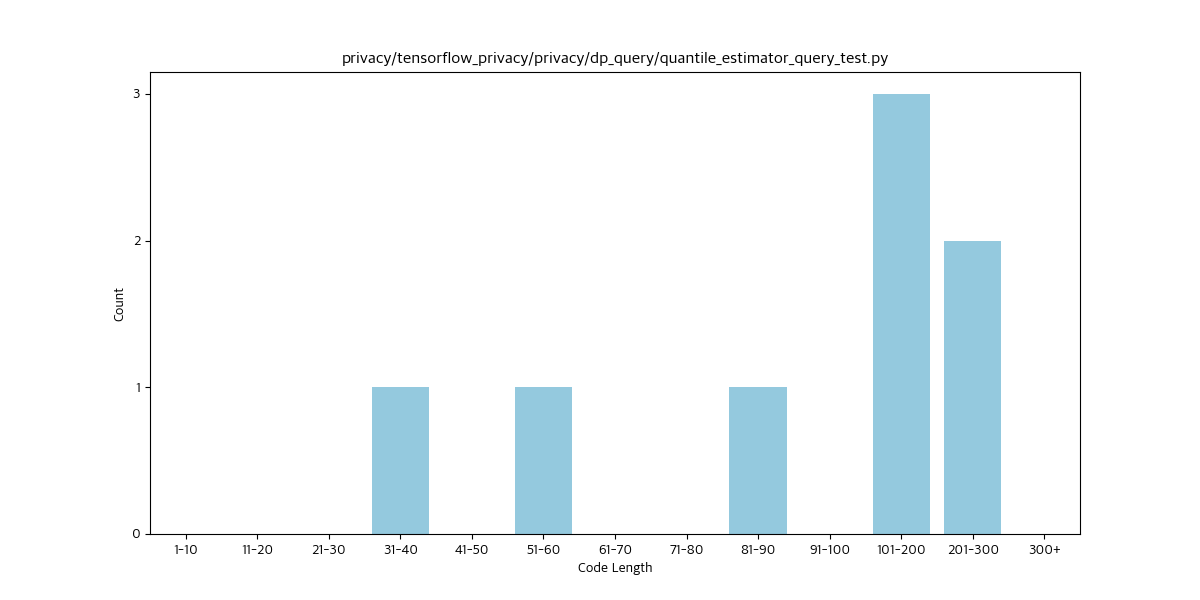 privacy/tensorflow_privacy/privacy/dp_query/quantile_estimator_query_test.py
3
2
1
0
Count
1-10 11-20 21-30 31-40 41-50 51-60 61-70 71-80 81-90 91-100 101-200 201-300 300+
Code Length